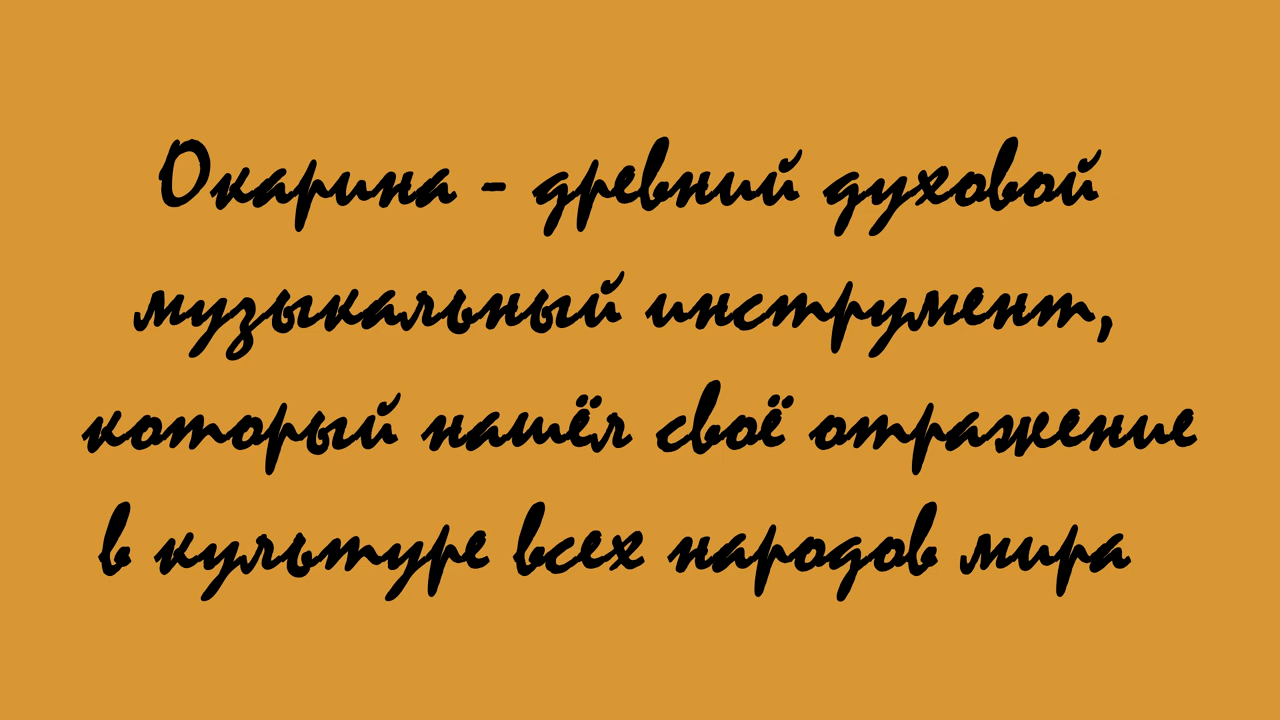 Окарина - древний духовой
музыкальный инструмент,
который нашёл своё отражение
в культуре всех народов мира